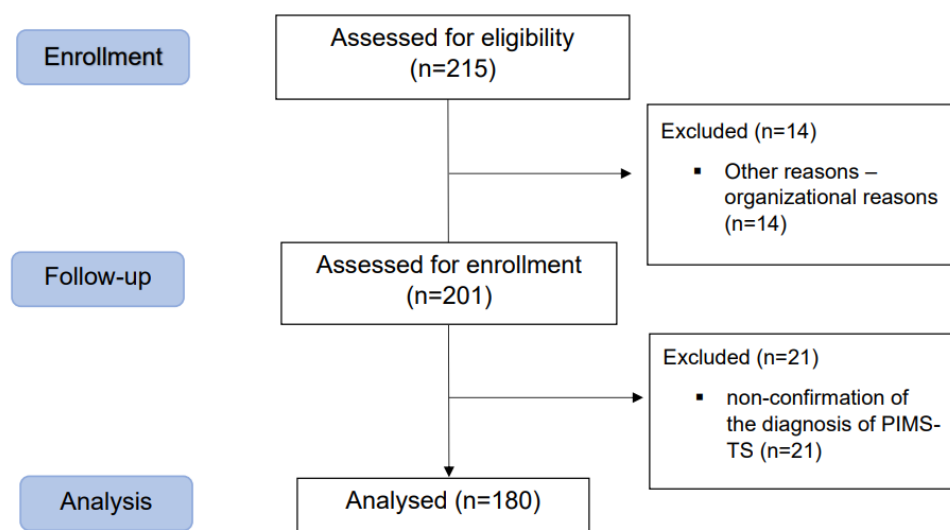 Enrollment
Assessed for eligibility
(n=215)
Excluded (n=14)
▪ Other reasons –
organizational reasons
(n=14)
Follow-up
Assessed for enrollment
(n=201)
Excluded (n=21)
▪ non-confirmation of
the diagnosis of PIMS-
TS (n=21)
Analysis
Analysed (n=180)